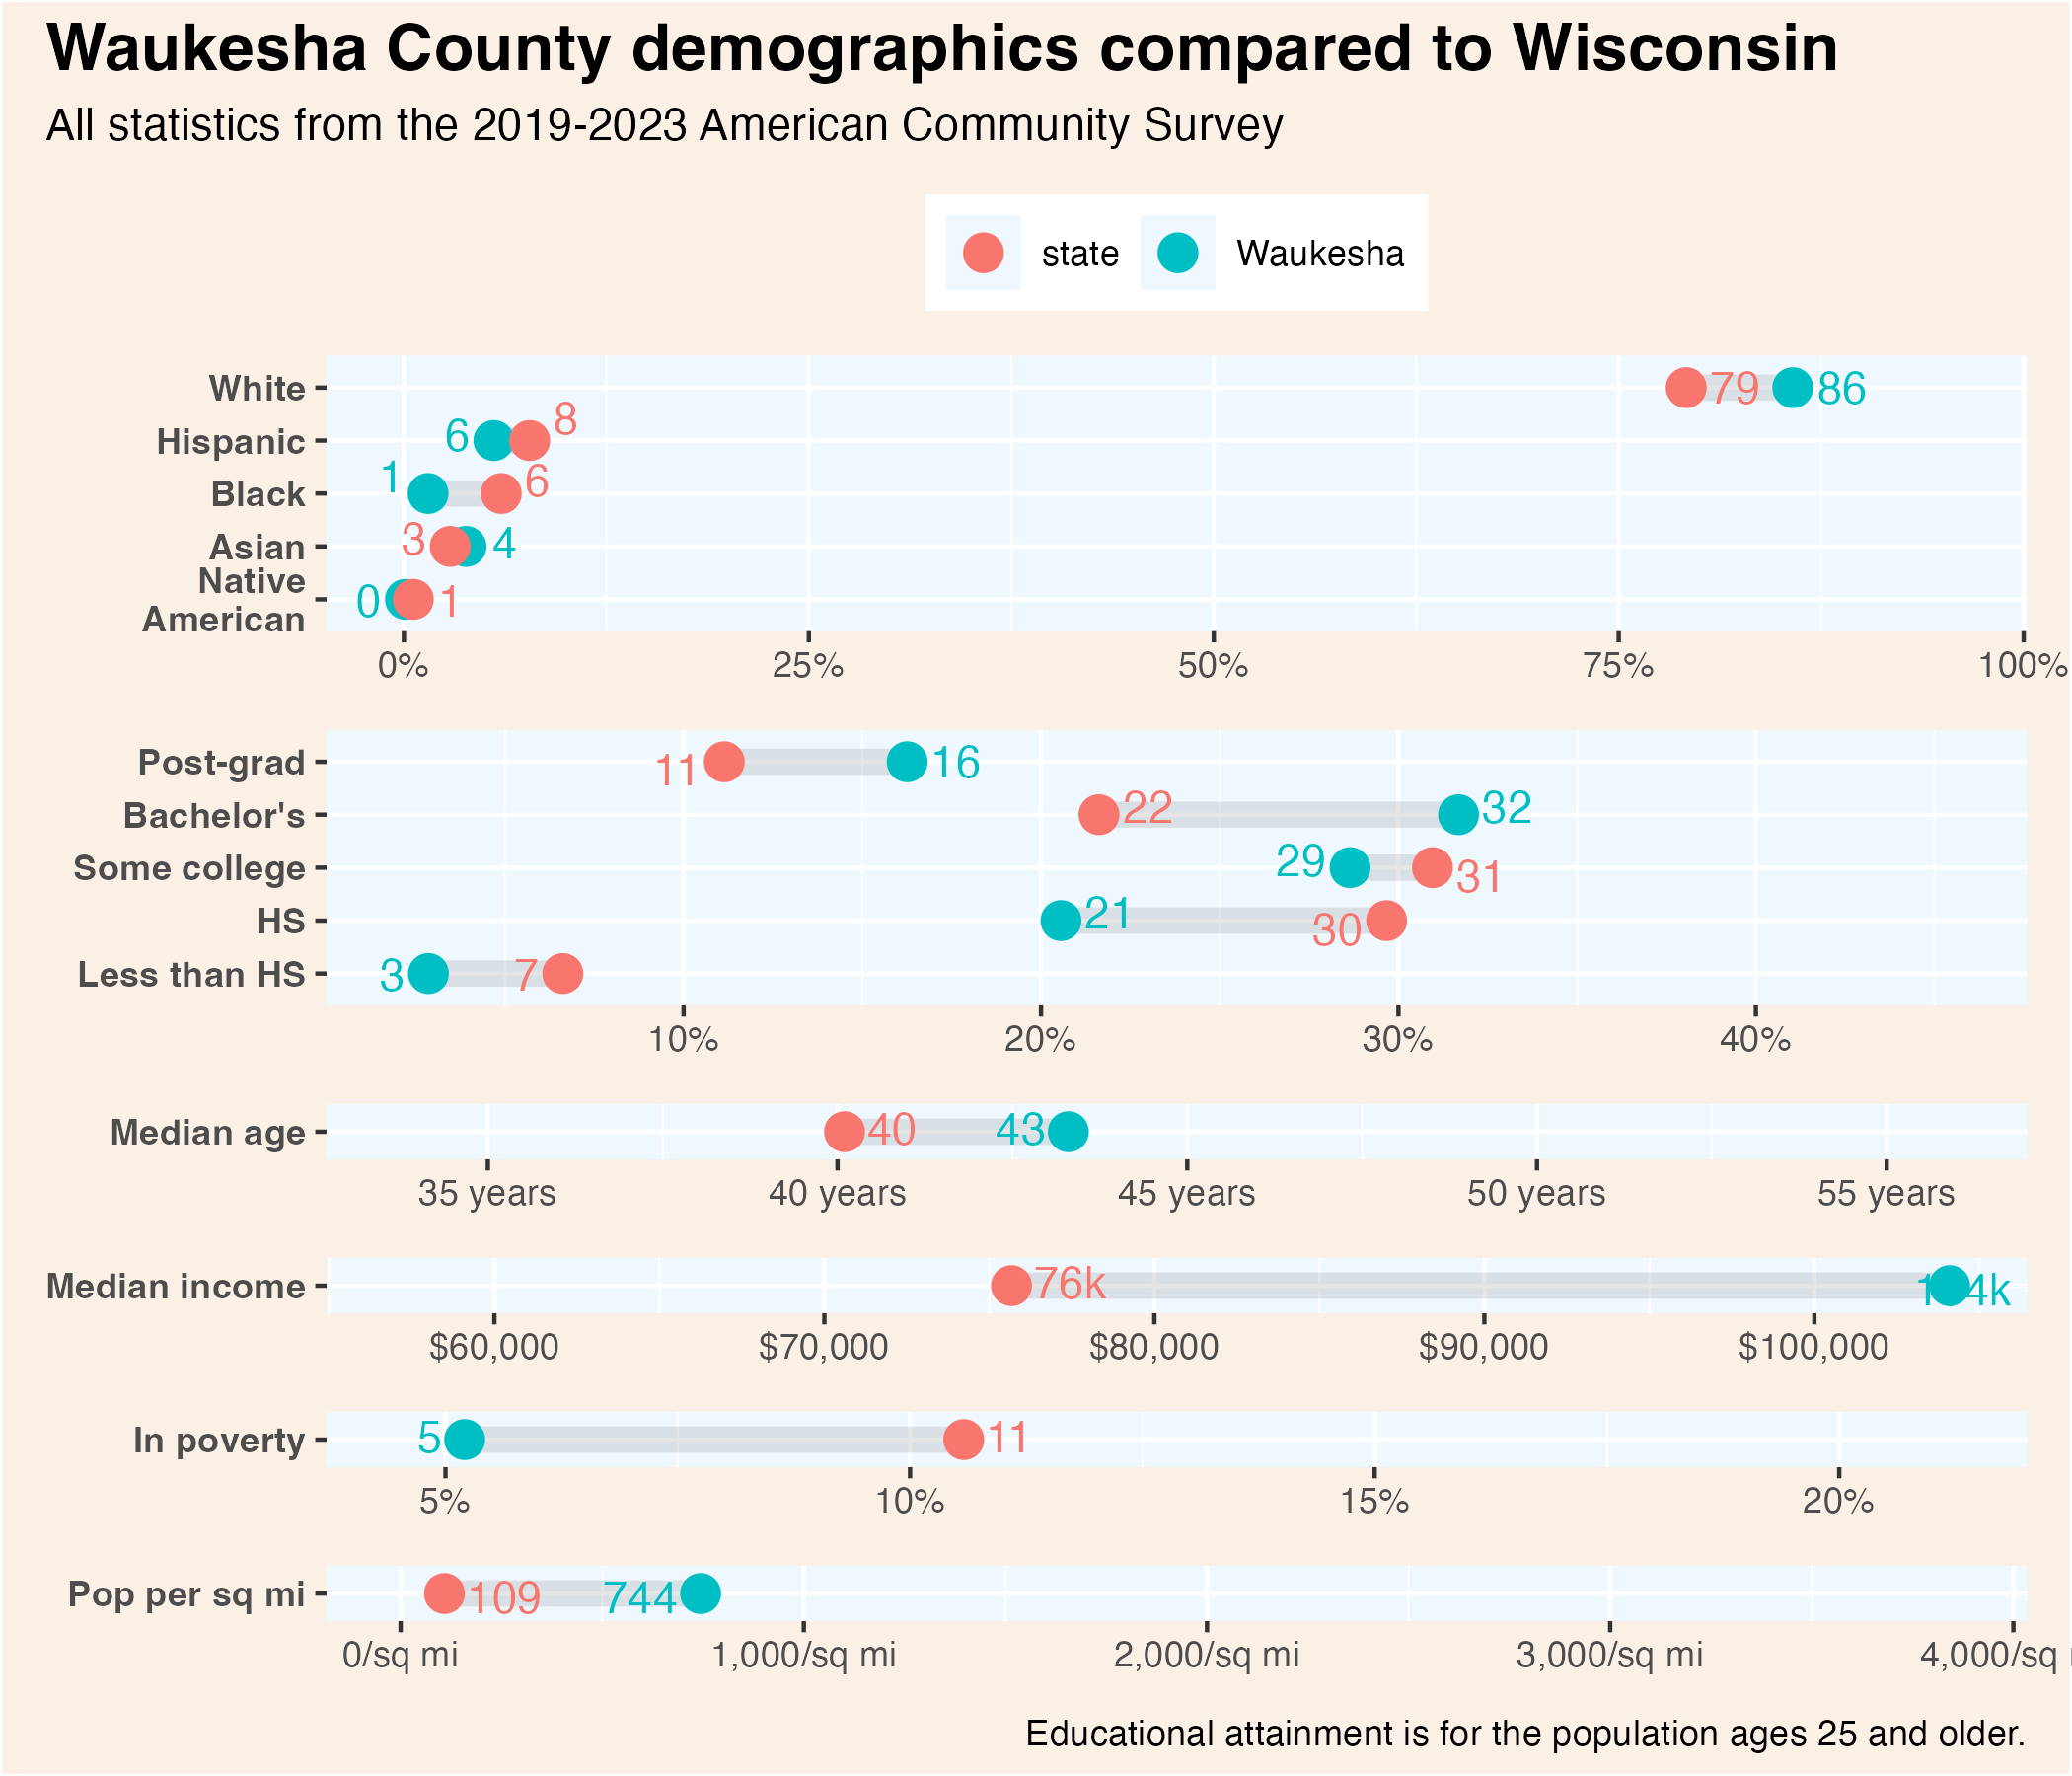 Waukesha County demographics compared to Wisconsin
All statistics from the 2019-2023 American Community Survey
state Waukesha
White 79 86
Hispanic 6 8
Black 1 6
Asian 3 4
Native
American 0 1
0% 25% 50% 75% 100%
Post-grad 11 16
Bachelor's 22 32
Some college 29 31
HS 21 30
Less than HS 3 7
10% 20% 30% 40%
Median age 40 43
35 years 40 years 45 years 50 years 55 years
Median income 76k
$60,000 $70,000 $80,000 $90,000 $100,000
In poverty 5 11
5% 10% 15% 20%
Pop per sq mi 109 744
0/sq mi 1,000/sq mi 2,000/sq mi 3,000/sq mi 4,000/sq
Educational attainment is for the population ages 25 and older.